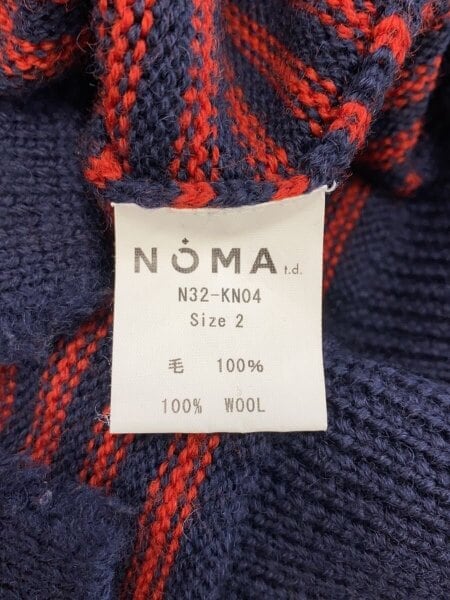 NOMA t.d.
N32-KN04
Size 2
毛 100%
100% WOOL